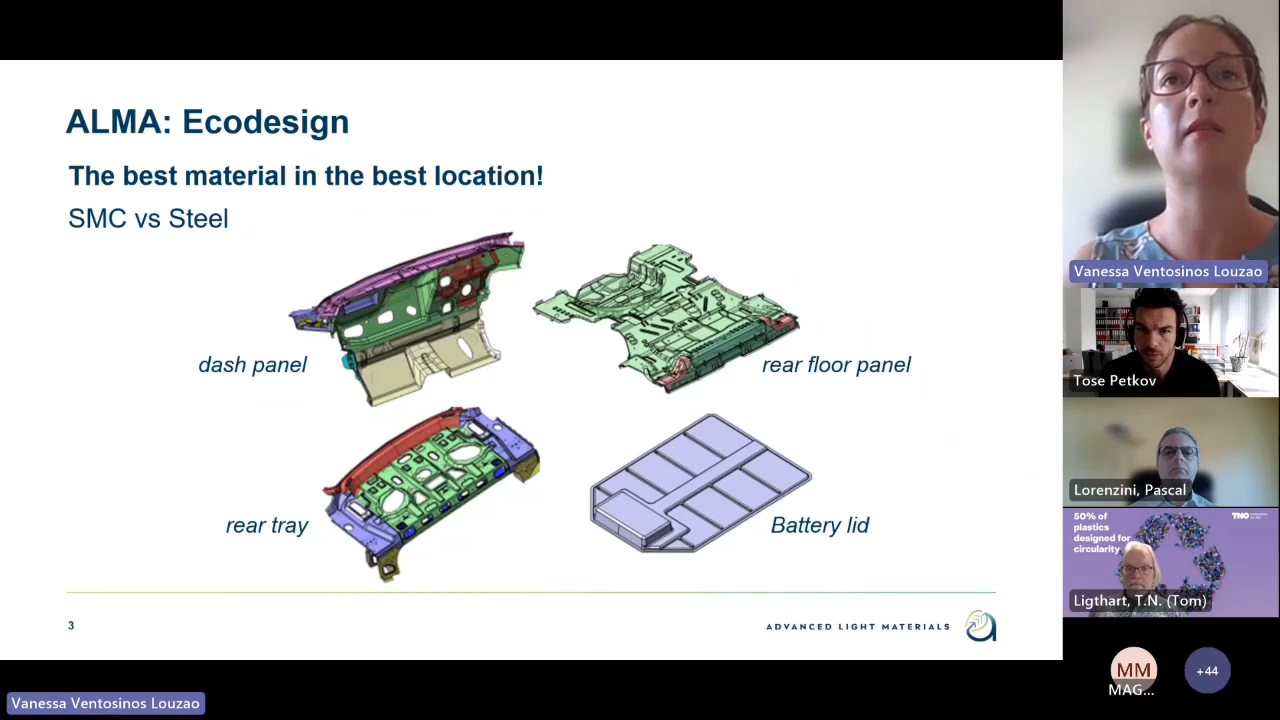 ALMA: Ecodesign
The best material in the best location!
SMC vs Steel
dash panel
rear floor panel
rear tray
Battery lid
3
ADVANCED LIGHT MATERIALS
Vanessa Ventosinos Louzao
Vanessa Ventosinos Louzao
Tose Petkov
Lorenzini, Pascal
50% of
plastics
designed for
circularity
TNO
Ligthart, T.N. (Tom)
MM
MAG...
+44